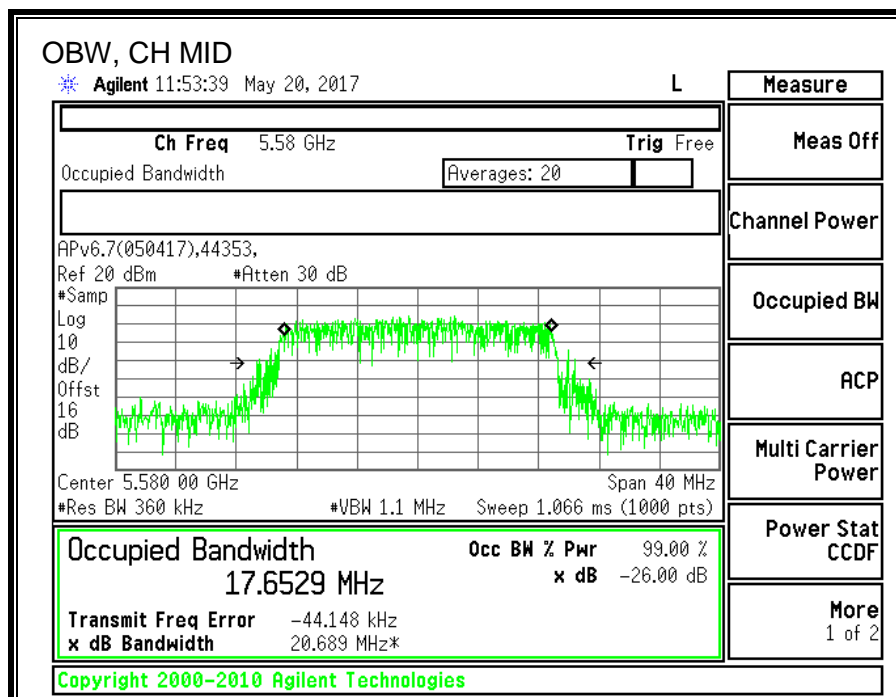 OBW, CH MID
Agilent 11:53:39 May 20, 2017 L
Measure
Ch Freq 5.58 GHz Trig Free
Meas Off
Occupied Bandwidth Averages: 20
Channel Power
APv6.7(050417),44353,
Ref 20 dBm #Atten 30 dB
#Samp
Log
10
dB/
Offst
16
dB
Occupied BW
ACP
Multi Carrier
Power
Center 5.580 00 GHz Span 40 MHz
#Res BW 360 kHz #VBW 1.1 MHz Sweep 1.066 ms (1000 pts)
Power Stat
CCDF
Occupied Bandwidth Occ BW % Pwr 99.00 %
17.6529 MHz x dB -26.00 dB
Transmit Freq Error -44.148 kHz
x dB Bandwidth 20.689 MHz*
More
1 of 2
Copyright 2000-2010 Agilent Technologies